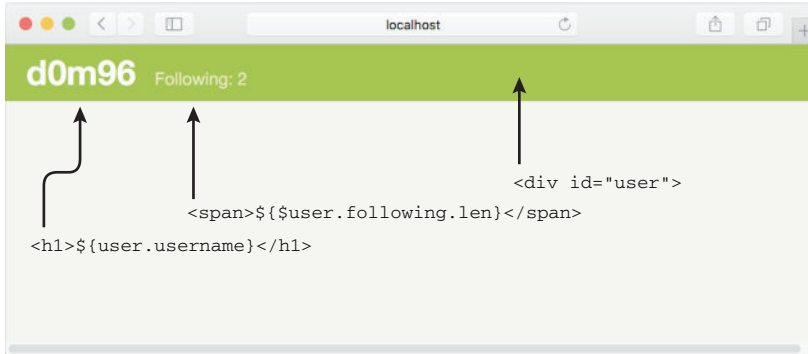 localhost
d0m96 Following: 2
<div id="user">
<span>${$user.following.len}</span>
<h1>${user.username}</h1>